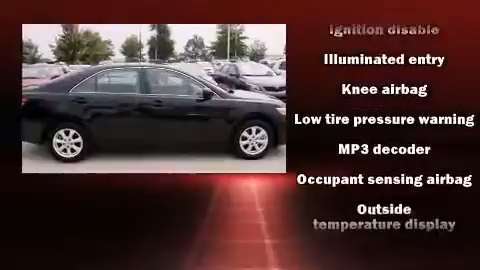 Ignition disable
Illuminated entry
Knee airbag
Low tire pressure warning
MP3 decoder
Occupant sensing airbag
Outside
temperature display